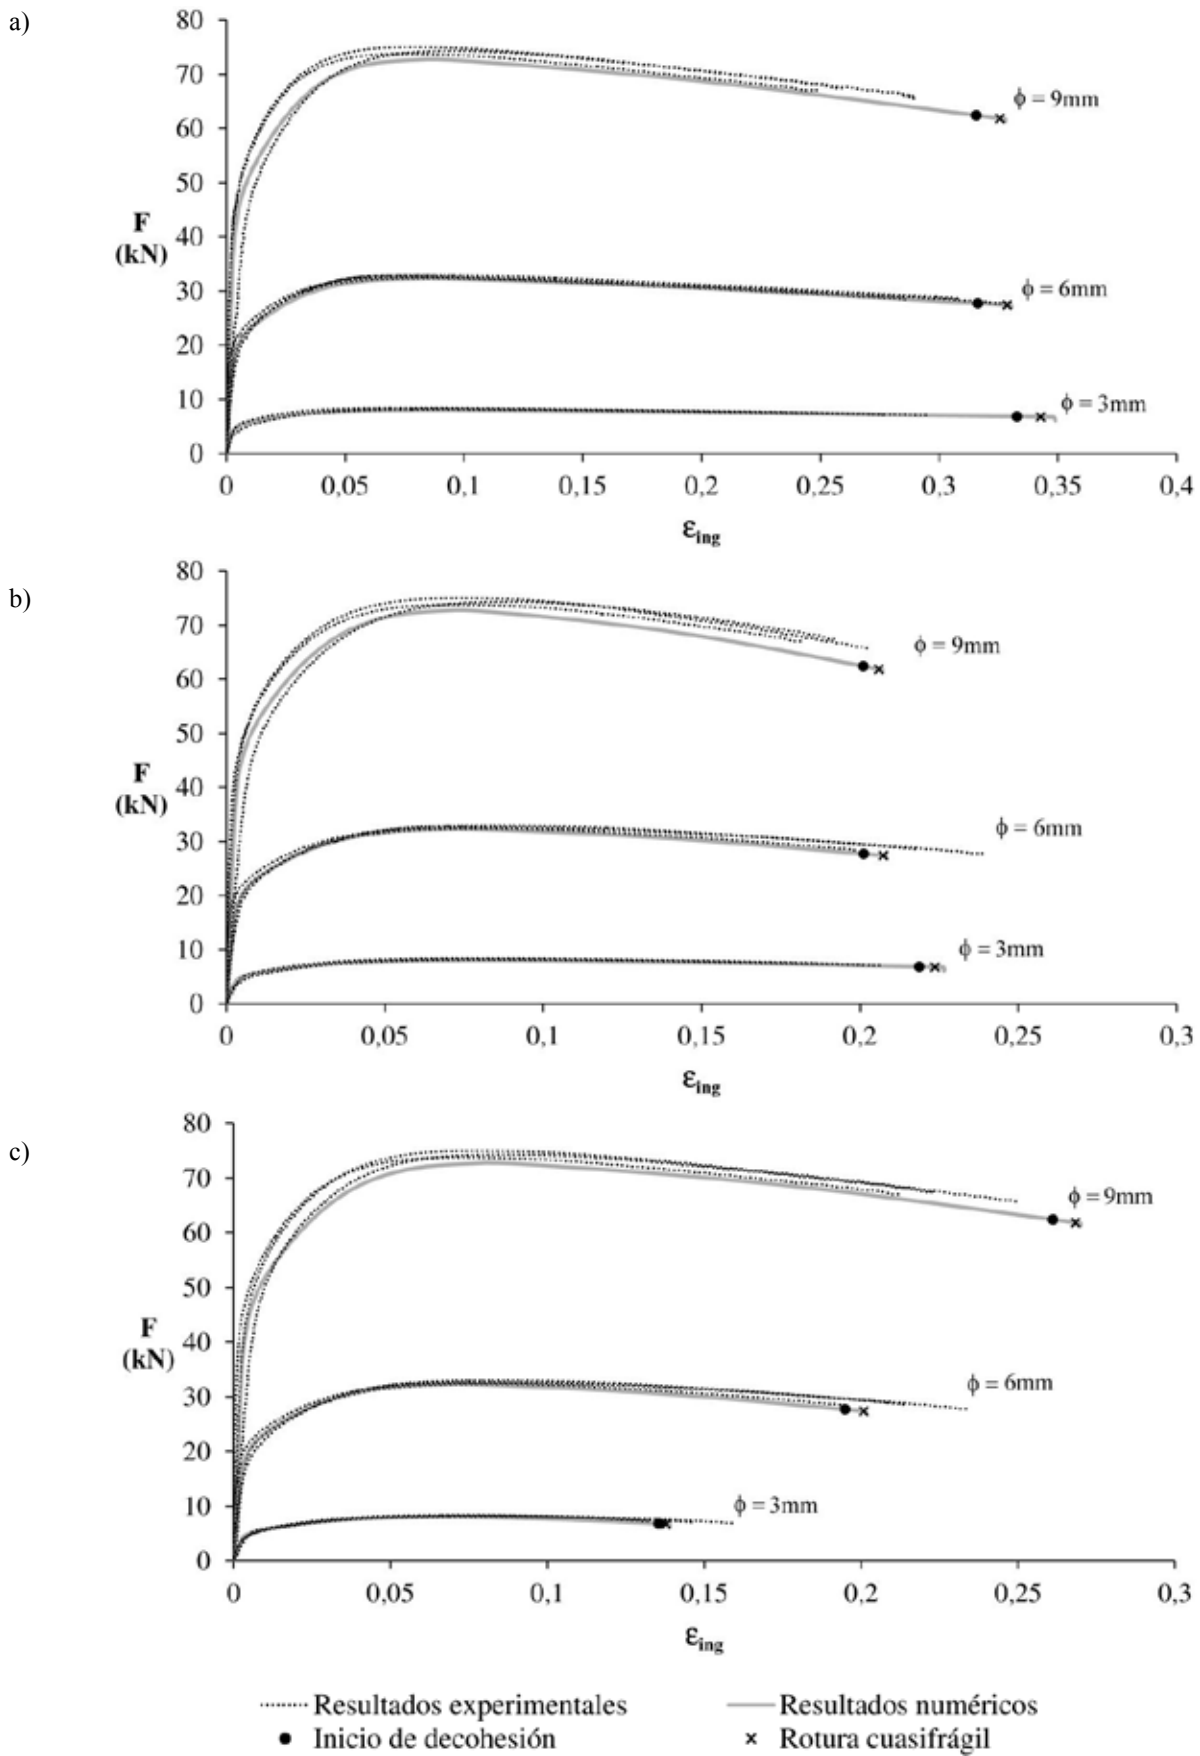 a)
80
70
60
50
40
30
20
10
0
F
(kN)
ϕ = 9mm
ϕ = 6mm
ϕ = 3mm
0 0,05 0,1 0,15 0,2 0,25 0,3 0,35 0,4
εing
b)
80
70
60
50
40
30
20
10
0
F
(kN)
ϕ = 9mm
ϕ = 6mm
ϕ = 3mm
0 0,05 0,1 0,15 0,2 0,25 0,3
εing
c)
80
70
60
50
40
30
20
10
0
F
(kN)
ϕ = 9mm
ϕ = 6mm
ϕ = 3mm
0 0,05 0,1 0,15 0,2 0,25 0,3
εing
Resultados experimentales Resultados numéricos
Inicio de decohesión Rotura cuasifrágil